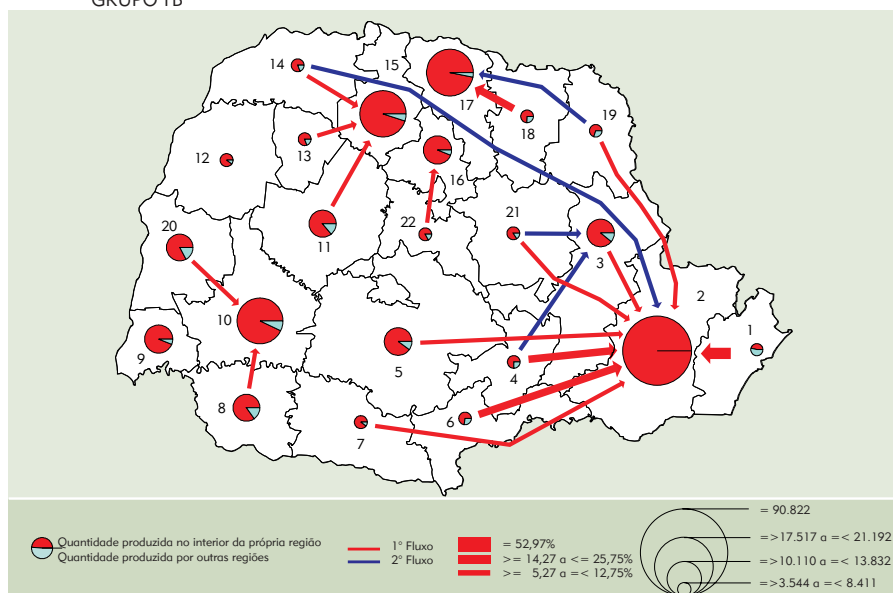 GRUPO 1B
14
15
17
18
19
12
13
16
20
11
22
21
3
2
1
10
9
5
4
8
6
7
Quantidade produzida no interior da própria região
Quantidade produzida por outras regiões
1° Fluxo
2° Fluxo
= 52,97%
>= 14,27 a <= 25,75%
>= 5,27 a =< 12,75%
= 90.822
=>17.517 a =< 21.192
=>10.110 a =< 13.832
=>3.544 a =< 8.411